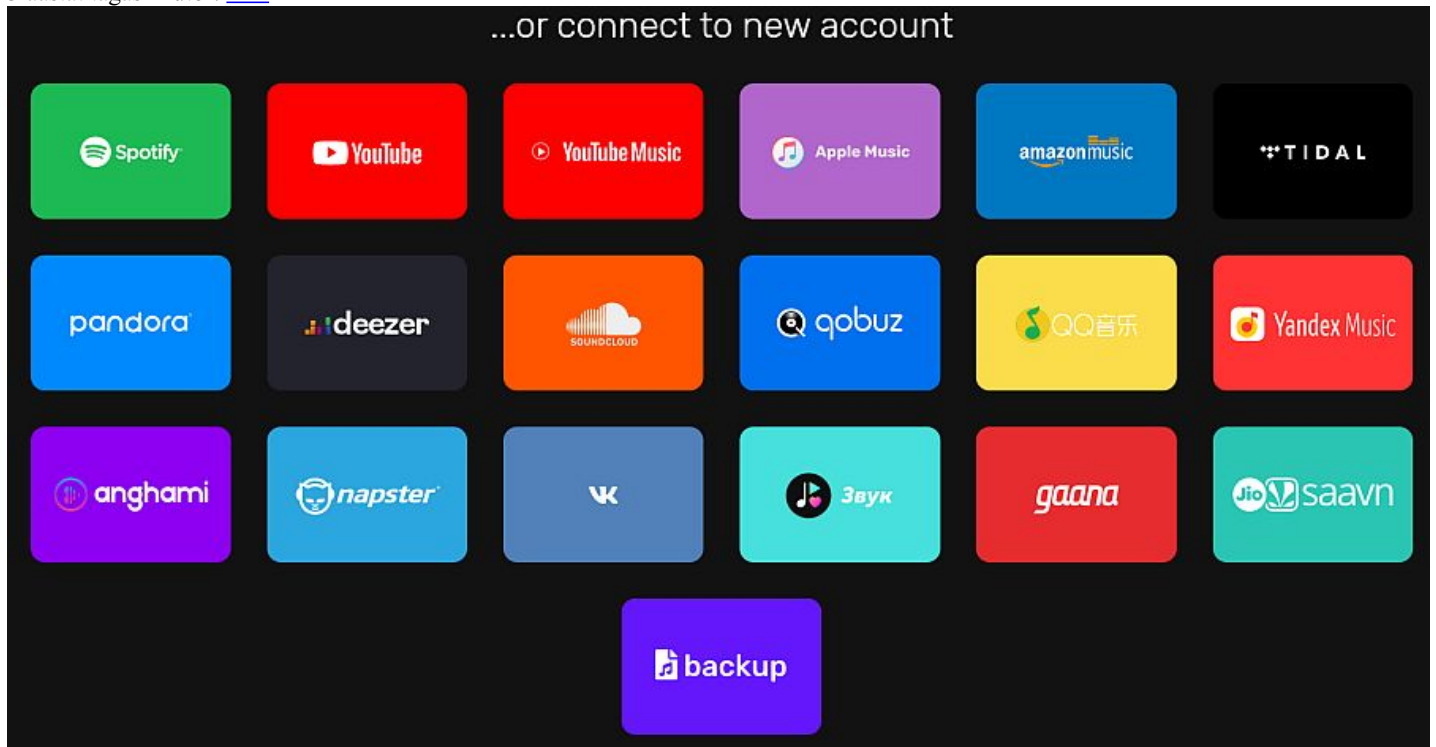 ...or connect to new account
Spotify
YouTube
YouTube Music
Apple Music
amazon music
TIDAL
pandora
deezer
SOUNDCLOUD
qobuz
QQ音乐
Yandex Music
anghami
napster
VK
Звук
gaana
Jio saavn
backup